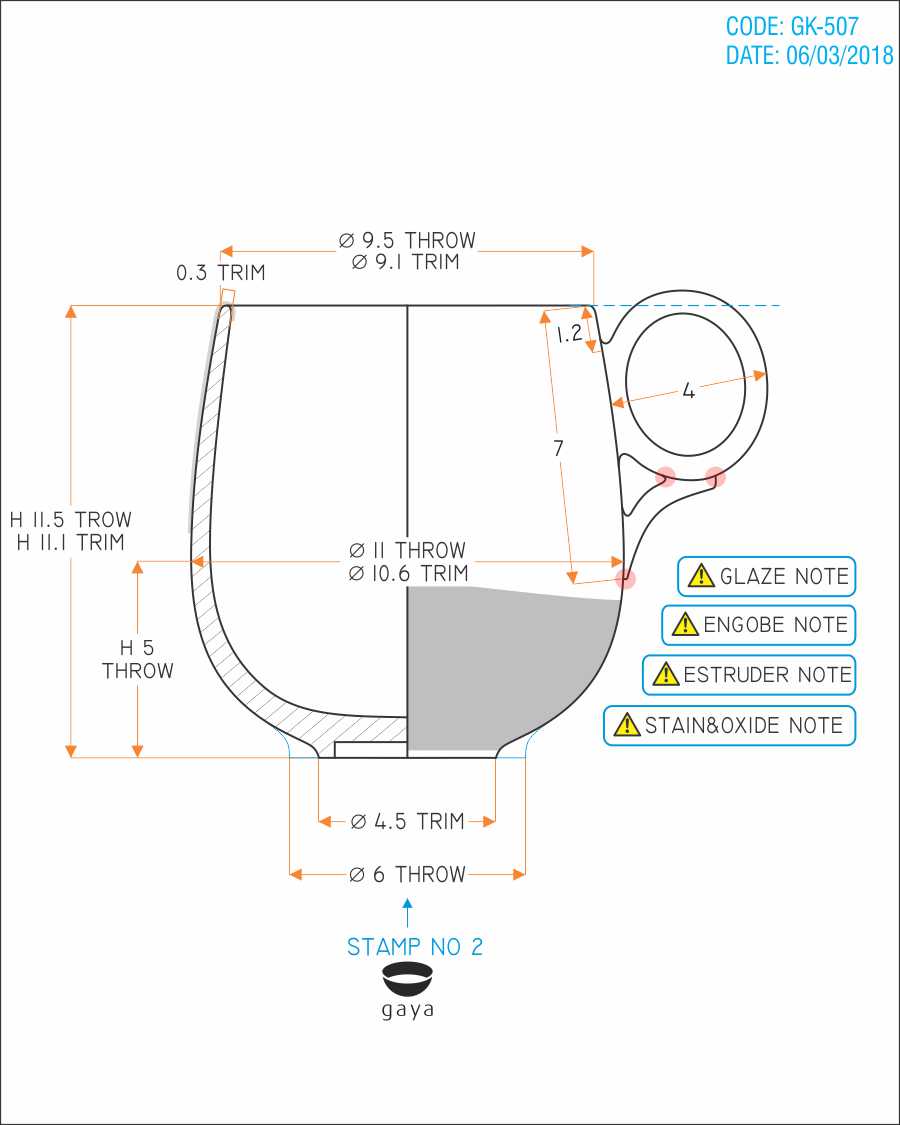 CODE: GK-507
DATE: 06/03/2018
Ø 9.5 THROW
Ø 9.1 TRIM
0.3 TRIM
1.2
4
7
H 11.5 TROW
H 11.1 TRIM
Ø 11 THROW
Ø 10.6 TRIM
GLAZE NOTE
ENGOBE NOTE
H 5
THROW
ESTRUDER NOTE
STAIN&OXIDE NOTE
Ø 4.5 TRIM
Ø 6 THROW
STAMP NO 2
gaya